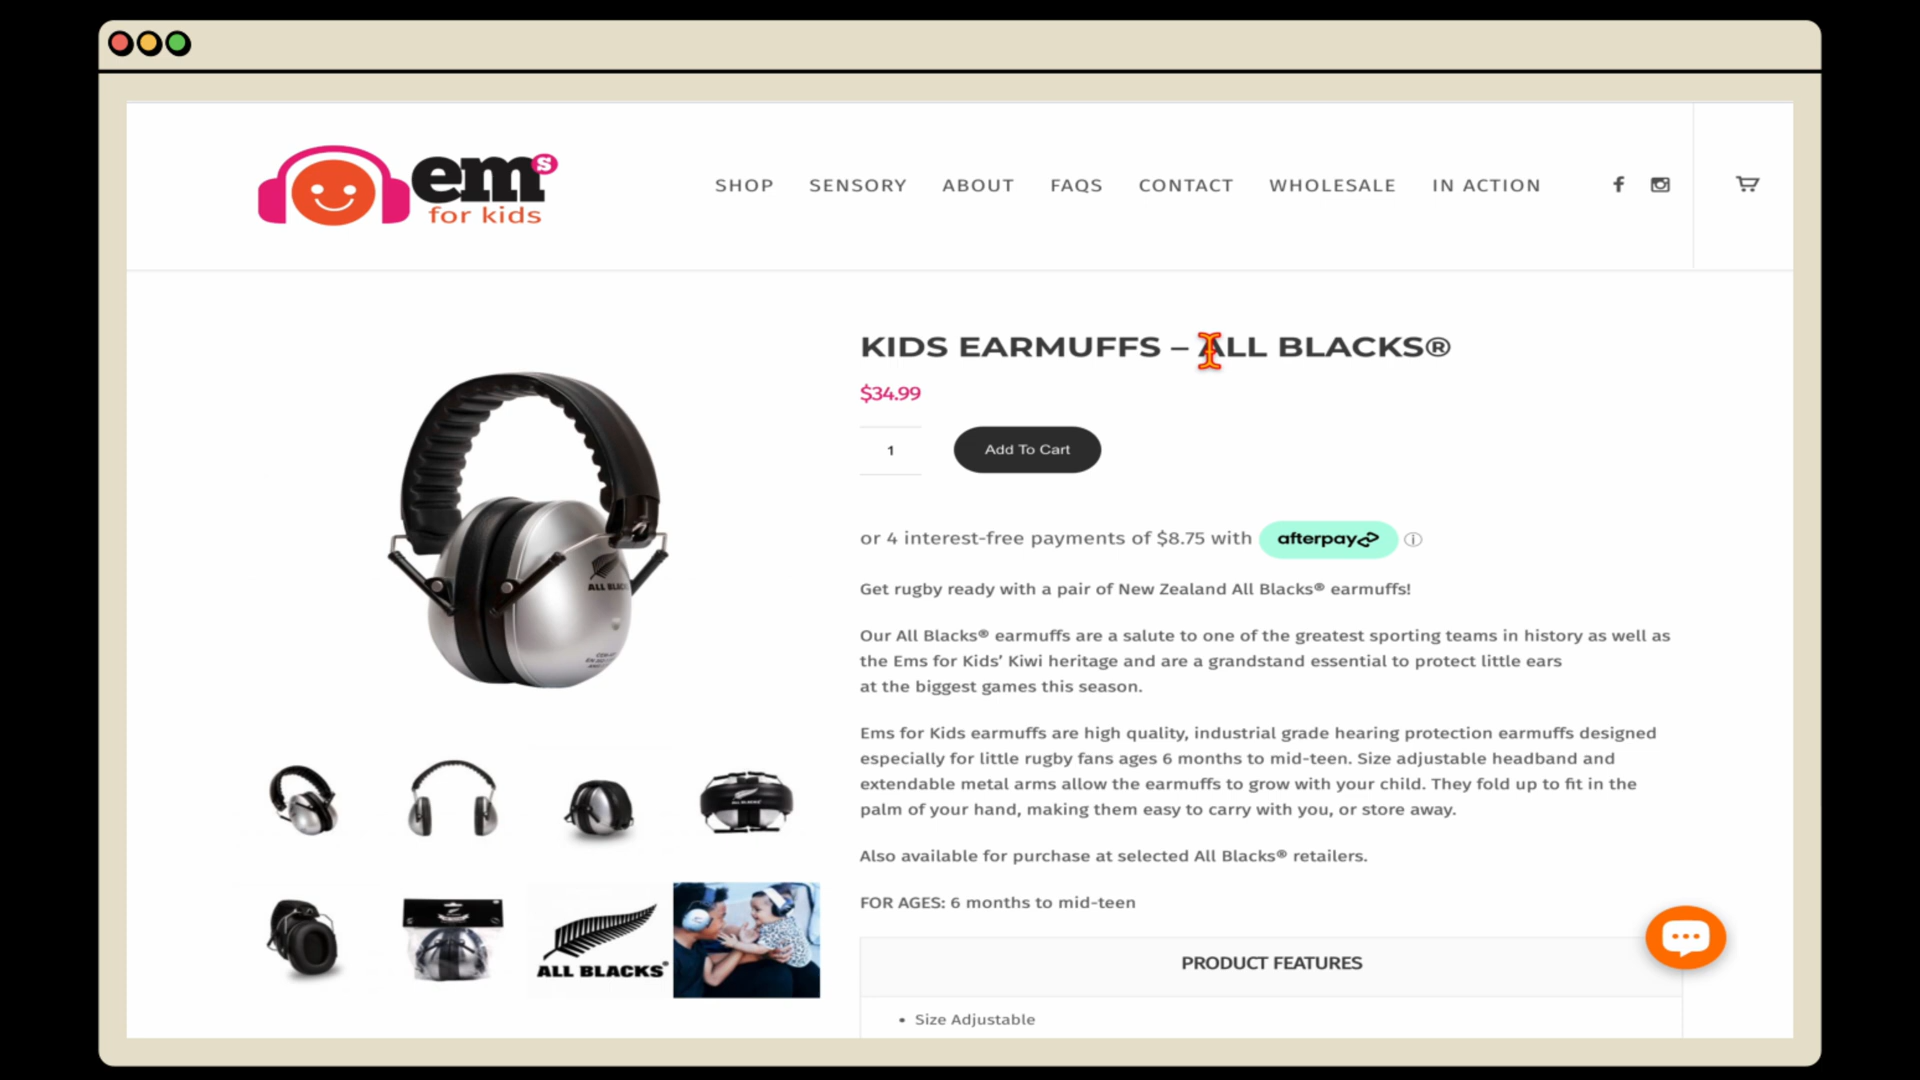 ems
for kids
SHOP SENSORY ABOUT FAQS CONTACT WHOLESALE IN ACTION
KIDS EARMUFFS – ALL BLACKS®
$34.99
1 Add To Cart
or 4 interest-free payments of $8.75 with afterpay
Get rugby ready with a pair of New Zealand All Blacks® earmuffs!
Our All Blacks® earmuffs are a salute to one of the greatest sporting teams in history as well as
the Ems for Kids’ Kiwi heritage and are a grandstand essential to protect little ears
at the biggest games this season.
Ems for Kids earmuffs are high quality, industrial grade hearing protection earmuffs designed
especially for little rugby fans ages 6 months to mid-teen. Size adjustable headband and
extendable metal arms allow the earmuffs to grow with your child. They fold up to fit in the
palm of your hand, making them easy to carry with you, or store away.
Also available for purchase at selected All Blacks® retailers.
FOR AGES: 6 months to mid-teen
PRODUCT FEATURES
• Size Adjustable
ALL BLACKS
ALL BLACKS
ALL BLACKS®